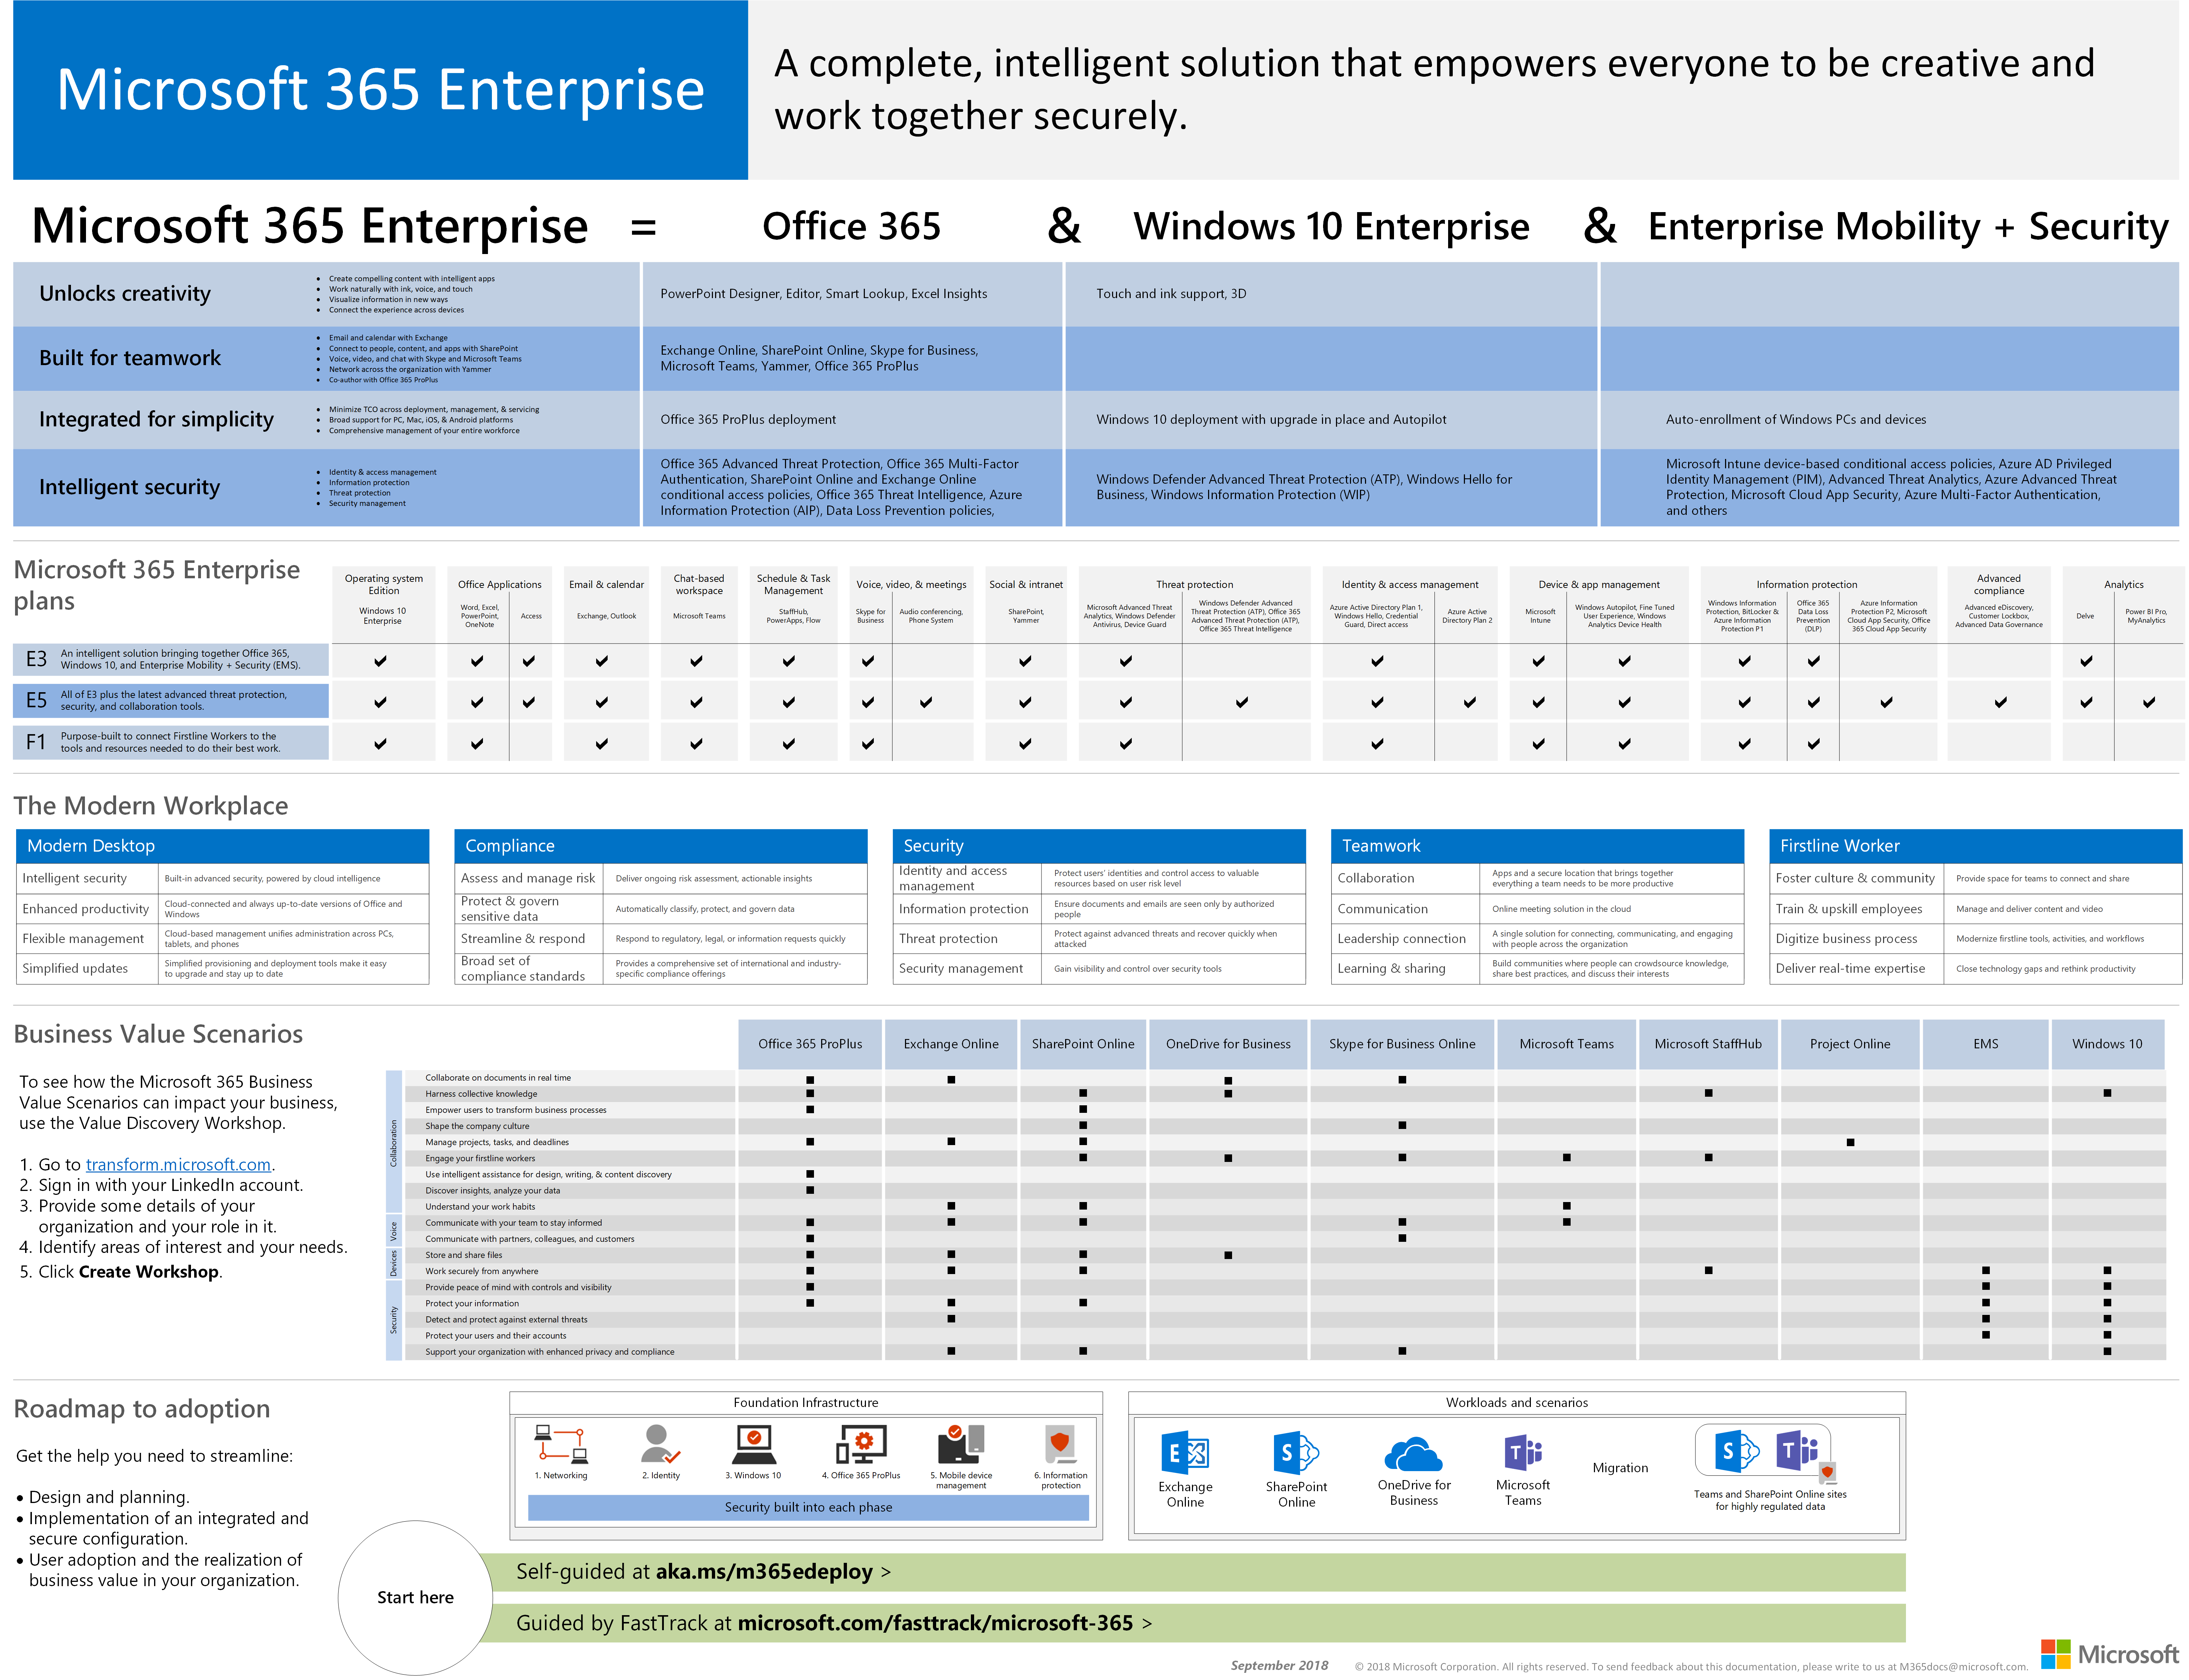 Microsoft 365 Enterprise
A complete, intelligent solution that empowers everyone to be creative and
work together securely.
Microsoft 365 Enterprise = Office 365 & Windows 10 Enterprise & Enterprise Mobility + Security
Unlocks creativity
• Create compelling content with intelligent apps
• Work naturally with ink, voice, and touch
• Visualize information in new ways
• Connect the experience across devices
PowerPoint Designer, Editor, Smart Lookup, Excel Insights
Touch and ink support, 3D
Built for teamwork
• Email and calendar with Exchange
• Connect to people, content, and apps with SharePoint
• Voice, video, and chat with Skype and Microsoft Teams
• Network across the organization with Yammer
• Co-author with Office 365 ProPlus
Exchange Online, SharePoint Online, Skype for Business,
Microsoft Teams, Yammer, Office 365 ProPlus
Integrated for simplicity
• Minimize TCO across deployment, management, & servicing
• Broad support for PC, Mac, iOS, & Android platforms
• Comprehensive management of your entire workforce
Office 365 ProPlus deployment
Windows 10 deployment with upgrade in place and Autopilot
Auto-enrollment of Windows PCs and devices
Intelligent security
• Identity & access management
• Information protection
• Threat protection
• Security management
Office 365 Advanced Threat Protection, Office 365 Multi-Factor
Authentication, SharePoint Online and Exchange Online
conditional access policies, Office 365 Threat Intelligence, Azure
Information Protection (AIP), Data Loss Prevention policies,
Windows Defender Advanced Threat Protection (ATP), Windows Hello for
Business, Windows Information Protection (WIP)
Microsoft Intune device-based conditional access policies, Azure AD Privileged
Identity Management (PIM), Advanced Threat Analytics, Azure Advanced Threat
Protection, Microsoft Cloud App Security, Azure Multi-Factor Authentication,
and others
Microsoft 365 Enterprise
plans
Operating system
Edition
Windows 10
Enterprise
Office Applications
Word, Excel,
PowerPoint,
OneNote
Access
Email & calendar
Exchange, Outlook
Chat-based
workspace
Microsoft Teams
Schedule & Task
Management
StaffHub,
PowerApps, Flow
Voice, video, & meetings
Skype for
Business
Audio conferencing,
Phone System
Social & intranet
SharePoint,
Yammer
Threat protection
Microsoft Advanced Threat
Analytics, Windows Defender
Antivirus, Device Guard
Windows Defender Advanced
Threat Protection (ATP), Office 365
Advanced Threat Protection (ATP),
Office 365 Threat Intelligence
Identity & access management
Azure Active Directory Plan 1,
Windows Hello, Credential
Guard, Direct access
Azure Active
Directory Plan 2
Device & app management
Microsoft
Intune
Windows Autopilot, Fine Tuned
User Experience, Windows
Analytics Device Health
Information protection
Windows Information
Protection, BitLocker &
Azure Information
Protection P1
Office 365
Data Loss
Prevention
(DLP)
Azure Information
Protection P2, Microsoft
Cloud App Security, Office
365 Cloud App Security
Advanced
compliance
Advanced eDiscovery,
Customer Lockbox,
Advanced Data Governance
Analytics
Delve
Power BI Pro,
MyAnalytics
E3 An intelligent solution bringing together Office 365,
Windows 10, and Enterprise Mobility + Security (EMS).
E5 All of E3 plus the latest advanced threat protection,
security, and collaboration tools.
F1 Purpose-built to connect Firstline Workers to the
tools and resources needed to do their best work.
The Modern Workplace
Modern Desktop
Intelligent security
Built-in advanced security, powered by cloud intelligence
Enhanced productivity
Cloud-connected and always up-to-date versions of Office and
Windows
Flexible management
Cloud-based management unifies administration across PCs,
tablets, and phones
Simplified updates
Simplified provisioning and deployment tools make it easy
to upgrade and stay up to date
Compliance
Assess and manage risk
Deliver ongoing risk assessment, actionable insights
Protect & govern
sensitive data
Automatically classify, protect, and govern data
Streamline & respond
Respond to regulatory, legal, or information requests quickly
Broad set of
compliance standards
Provides a comprehensive set of international and industry-
specific compliance offerings
Security
Identity and access
management
Protect users' identities and control access to valuable
resources based on user risk level
Information protection
Ensure documents and emails are seen only by authorized
people
Threat protection
Protect against advanced threats and recover quickly when
attacked
Security management
Gain visibility and control over security tools
Teamwork
Collaboration
Apps and a secure location that brings together
everything a team needs to be more productive
Communication
Online meeting solution in the cloud
Leadership connection
A single solution for connecting, communicating, and engaging
with people across the organization
Learning & sharing
Build communities where people can crowdsource knowledge,
share best practices, and discuss their interests
Firstline Worker
Foster culture & community
Provide space for teams to connect and share
Train & upskill employees
Manage and deliver content and video
Digitize business process
Modernize firstline tools, activities, and workflows
Deliver real-time expertise
Close technology gaps and rethink productivity
Business Value Scenarios
To see how the Microsoft 365 Business
Value Scenarios can impact your business,
use the Value Discovery Workshop.
1. Go to transform.microsoft.com.
2. Sign in with your LinkedIn account.
3. Provide some details of your
organization and your role in it.
4. Identify areas of interest and your needs.
5. Click Create Workshop.
Office 365 ProPlus
Exchange Online
SharePoint Online
OneDrive for Business
Skype for Business Online
Microsoft Teams
Microsoft StaffHub
Project Online
EMS
Windows 10
Collaboration
Collaborate on documents in real time
Harness collective knowledge
Empower users to transform business processes
Shape the company culture
Manage projects, tasks, and deadlines
Engage your firstline workers
Use intelligent assistance for design, writing, & content discovery
Discover insights, analyze your data
Understand your work habits
Voice
Communicate with your team to stay informed
Communicate with partners, colleagues, and customers
Devices
Store and share files
Work securely from anywhere
Security
Provide peace of mind with controls and visibility
Protect your information
Detect and protect against external threats
Protect your users and their accounts
Support your organization with enhanced privacy and compliance
Roadmap to adoption
Get the help you need to streamline:
• Design and planning.
• Implementation of an integrated and
secure configuration.
• User adoption and the realization of
business value in your organization.
Start here
Foundation Infrastructure
1. Networking
2. Identity
3. Windows 10
4. Office 365 ProPlus
5. Mobile device
management
6. Information
protection
Security built into each phase
Workloads and scenarios
Exchange
Online
SharePoint
Online
OneDrive for
Business
Microsoft
Teams
Migration
Teams and SharePoint Online sites
for highly regulated data
Self-guided at aka.ms/m365edeploy >
Guided by FastTrack at microsoft.com/fasttrack/microsoft-365 >
September 2018
© 2018 Microsoft Corporation. All rights reserved. To send feedback about this documentation, please write to us at M365docs@microsoft.com.
Microsoft